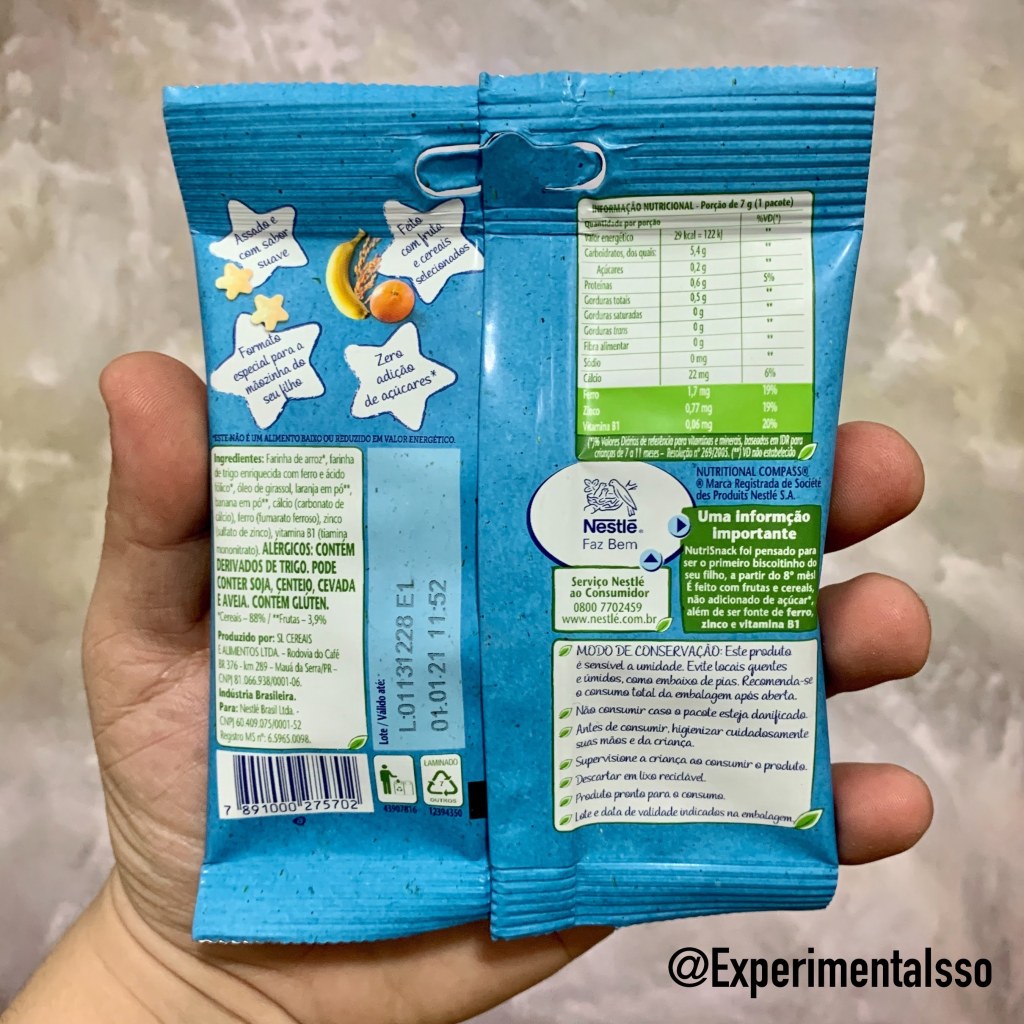 Assado e
com sabor
suave
Feito
com fruta
e cereais
selecionados
Formato
especial para a
mãozinha do
seu filho
Zero
adição
de açúcares*
*ESTE NÃO É UM ALIMENTO BAIXO OU REDUZIDO EM VALOR ENERGÉTICO.
Ingredientes: Farinha de arroz*, farinha
de trigo enriquecida com ferro e ácido
fólico*, óleo de girassol, laranja em pó**,
banana em pó**, cálcio (carbonato de
cálcio), ferro (fumarato ferroso), zinco
(sulfato de zinco), vitamina B1 (tiamina
mononitrato). ALÉRGICOS: CONTÉM
DERIVADOS DE TRIGO. PODE
CONTER SOJA, CENTEIO, CEVADA
E AVEIA. CONTÉM GLÚTEN.
*Cereais – 88% / **Frutas – 3,9%
Produzido por: SL CEREAIS
E ALIMENTOS LTDA. - Rodovia do Café
BR 376 - km 289 – Mauá da Serra/PR –
CNPJ 81.066.938/0001-06.
Indústria Brasileira.
Para: Nestlé Brasil Ltda. -
CNPJ 60.409.075/0001-52
Registro MS nº: 6.5965.0098.
Lote / Válido até:
L:01131228 E1
01.01.21 11:52
7 891000 275702
43987816
LAMINADO
7
OUTROS
12394350
INFORMAÇÃO NUTRICIONAL - Porção de 7 g (1 pacote)
Quantidade por porção %VD(*)
Valor energético 29 kcal = 122 kJ **
Carboidratos, dos quais: 5,4 g **
Açúcares 0,2 g
Proteínas 0,6 g 5%
Gorduras totais 0,5 g **
Gorduras saturadas 0 g **
Gorduras trans 0 g **
Fibra alimentar 0 g **
Sódio 0 mg **
Cálcio 22 mg 6%
Ferro 1,7 mg 19%
Zinco 0,77 mg 19%
Vitamina B1 0,06 mg 20%
(*)% Valores Diários de referência para vitaminas e minerais, baseados em IDR para
crianças de 7 a 11 meses – Resolução nº 269/2005. (**) VD não estabelecido
NUTRITIONAL COMPASS®
® Marca Registrada de Société
des Produits Nestlé S.A.
Nestlé®
Faz Bem
Serviço Nestlé
ao Consumidor
0800 7702459
www.nestle.com.br
Uma informção
importante
NutriSnack foi pensado para
ser o primeiro biscoitinho do
seu filho, a partir do 8º mês!
É feito com frutas e cereais,
não adicionado de açúcar*,
além de ser fonte de ferro,
zinco e vitamina B1
MODO DE CONSERVAÇÃO: Este produto
é sensível a umidade. Evite locais quentes
e úmidos, como embaixo de pias. Recomenda-se
o consumo total da embalagem após aberta.
Não consumir caso o pacote esteja danificado.
Antes de consumir, higienizar cuidadosamente
suas mãos e da criança.
Supervisione a criança ao consumir o produto.
Descartar em lixo reciclável.
Produto pronto para o consumo.
Lote e data de validade indicados na embalagem.
@ExperimentaIsso